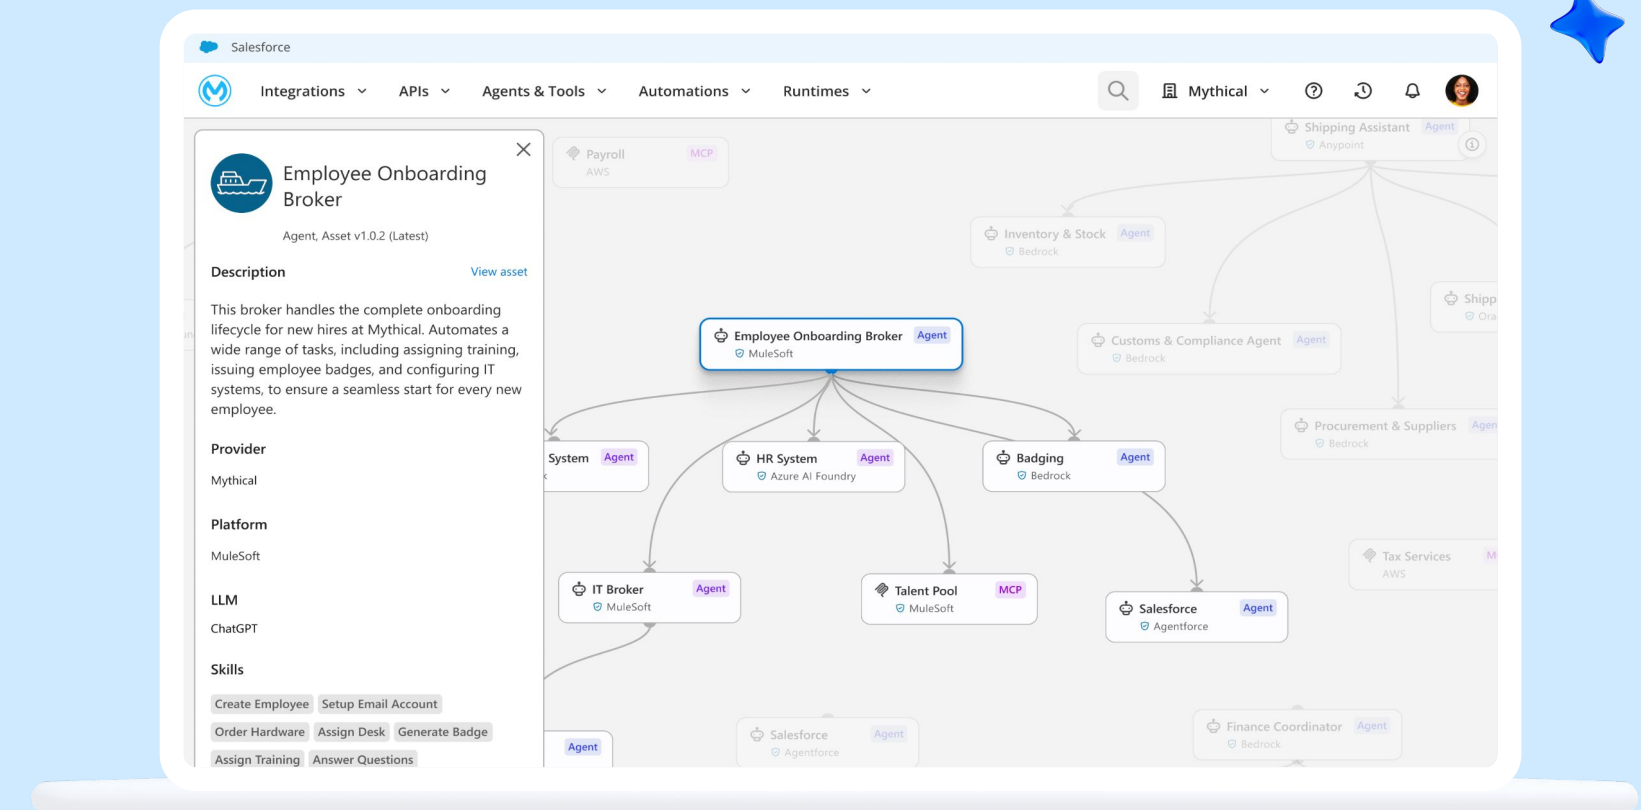 Salesforce
Integrations
APIs
Agents & Tools
Automations
Runtimes
Mythical
Employee Onboarding
Broker
Agent, Asset v1.0.2 (Latest)
Description
View asset
This broker handles the complete onboarding
lifecycle for new hires at Mythical. Automates a
wide range of tasks, including assigning training,
issuing employee badges, and configuring IT
systems, to ensure a seamless start for every new
employee.
Provider
Mythical
Platform
MuleSoft
LLM
ChatGPT
Skills
Create Employee
Setup Email Account
Order Hardware
Assign Desk
Generate Badge
Assign Training
Answer Questions
Payroll
MCP
AWS
Shipping Assistant
Agent
Anypoint
Inventory & Stock
Agent
Bedrock
Employee Onboarding Broker
Agent
MuleSoft
Customs & Compliance Agent
Agent
Bedrock
Procurement & Suppliers
Bedrock
System
Agent
HR System
Agent
Azure AI Foundry
Badging
Agent
Bedrock
IT Broker
Agent
MuleSoft
Talent Pool
MCP
MuleSoft
Salesforce
Agent
Agentforce
Tax Services
AWS
Agent
Salesforce
Agent
Agentforce
Finance Coordinator
Agent
Bedrock